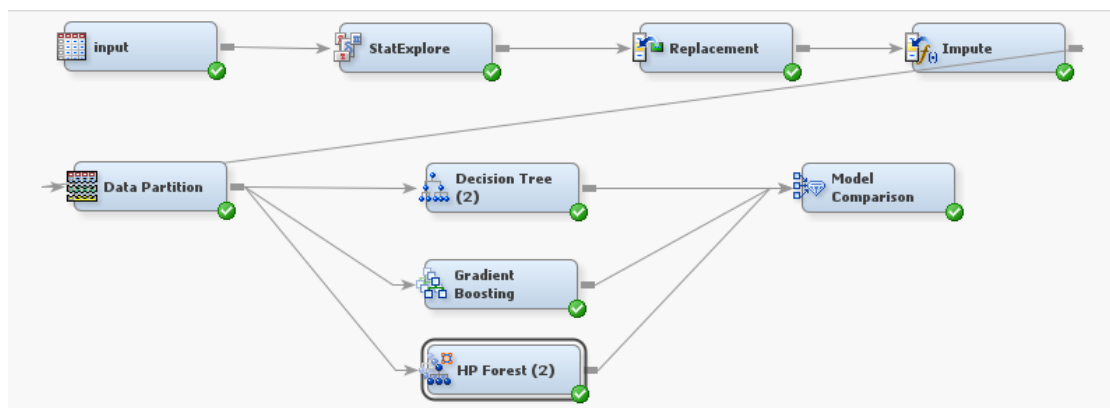 input
StatExplore
Replacement
Impute
Data Partition
Decision Tree
(2)
Model
Comparison
Gradient
Boosting
HP Forest (2)